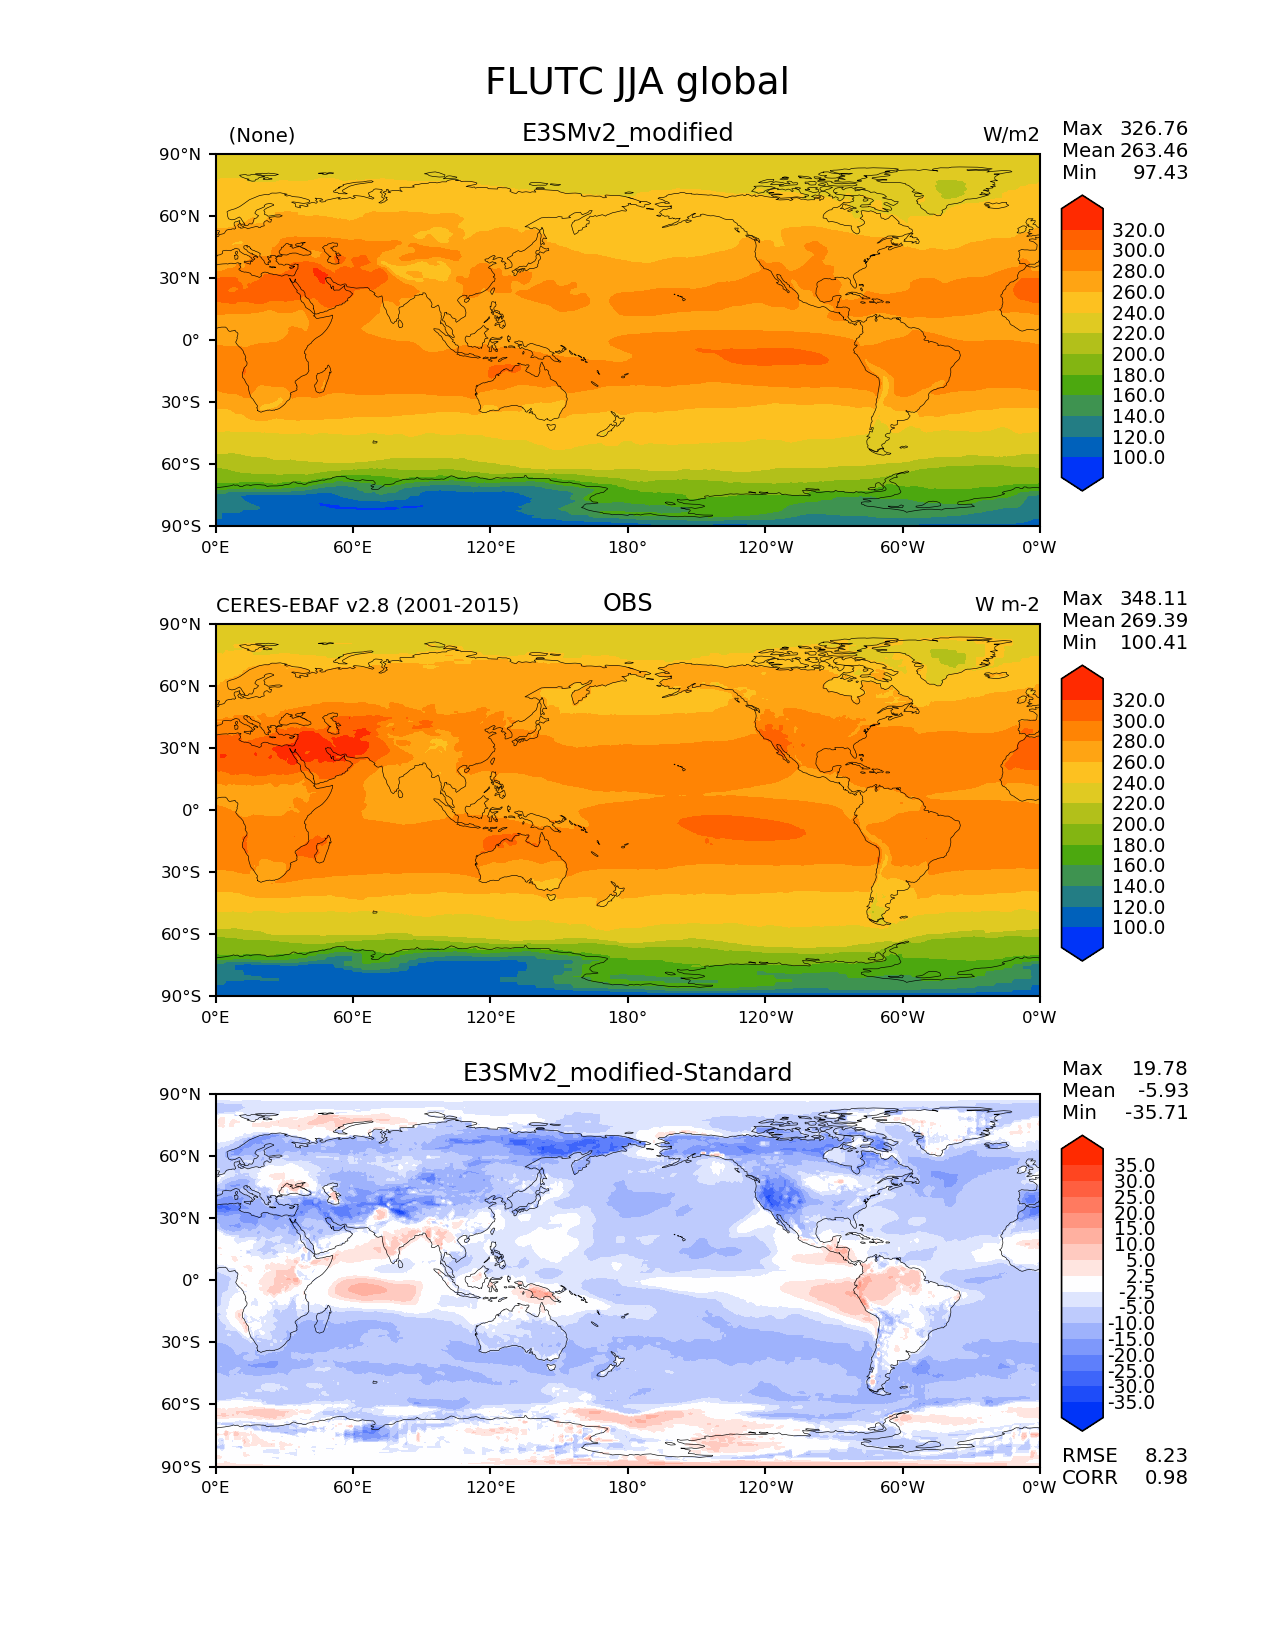 FLUTC JJA global
(None) E3SMv2_modified W/m2
Max 326.76
Mean 263.46
Min 97.43
90°N
60°N
30°N
0°
30°S
60°S
90°S
0°E 60°E 120°E 180° 120°W 60°W 0°W
320.0
300.0
280.0
260.0
240.0
220.0
200.0
180.0
160.0
140.0
120.0
100.0
CERES-EBAF v2.8 (2001-2015) OBS W m-2
Max 348.11
Mean 269.39
Min 100.41
90°N
60°N
30°N
0°
30°S
60°S
90°S
0°E 60°E 120°E 180° 120°W 60°W 0°W
320.0
300.0
280.0
260.0
240.0
220.0
200.0
180.0
160.0
140.0
120.0
100.0
E3SMv2_modified-Standard
Max 19.78
Mean -5.93
Min -35.71
90°N
60°N
30°N
0°
30°S
60°S
90°S
0°E 60°E 120°E 180° 120°W 60°W 0°W
35.0
30.0
25.0
20.0
15.0
10.0
5.0
2.5
-2.5
-5.0
-10.0
-15.0
-20.0
-25.0
-30.0
-35.0
RMSE 8.23
CORR 0.98